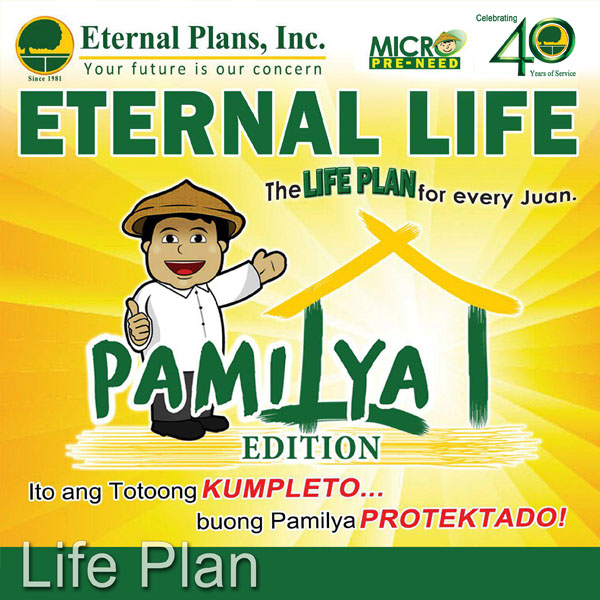 Eternal Plans, Inc.
Since 1981
Your future is our concern
MICRO
PRE-NEED
Celebrating
40
Years of Service
ETERNAL LIFE
The LIFE PLAN for every Juan.
PAMILYA
EDITION
Ito ang Totoong KUMPLETO...
buong Pamilya PROTEKTADO!
Life Plan